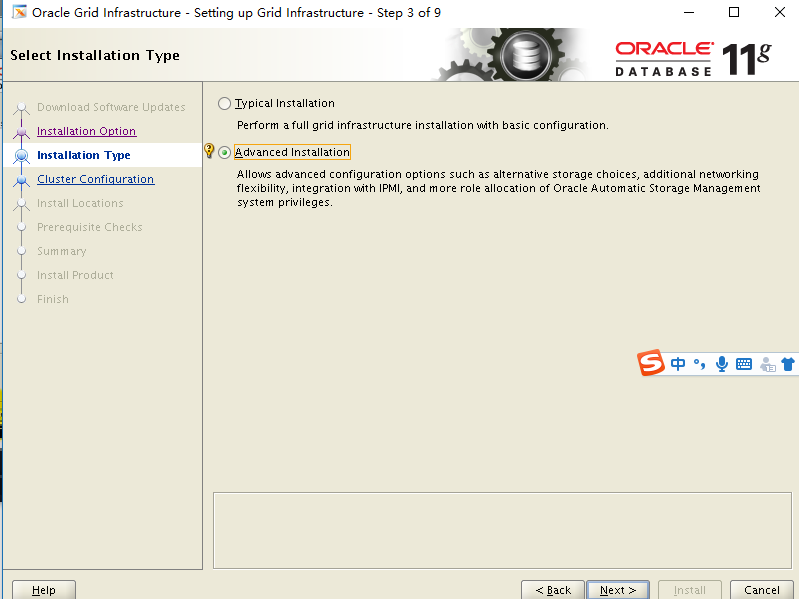 Oracle Grid Infrastructure - Setting up Grid Infrastructure - Step 3 of 9
Select Installation Type
ORACLE
DATABASE
11g
Download Software Updates
Installation Option
Installation Type
Cluster Configuration
Install Locations
Prerequisite Checks
Summary
Install Product
Finish
Typical Installation
Perform a full grid infrastructure installation with basic configuration.
Advanced Installation
Allows advanced configuration options such as alternative storage choices, additional networking
flexibility, integration with IPMI, and more role allocation of Oracle Automatic Storage Management
system privileges.
S 中 °,
Help
< Back
Next >
Install
Cancel